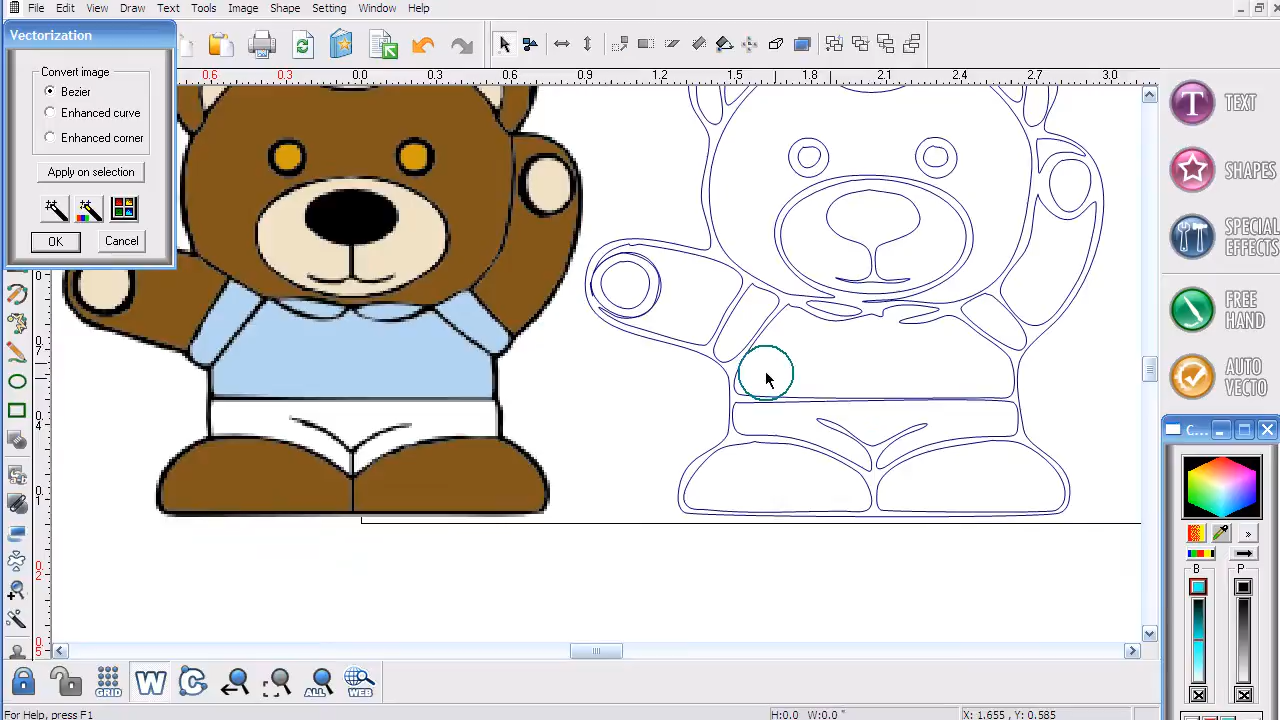 File Edit View Draw Text Tools Image Shape Setting Window Help
Vectorization
Convert image
Bezier
Enhanced curve
Enhanced corner
Apply on selection
OK Cancel
0.6 0.3 0.0 0.3 0.6 0.9 1.2 1.5 1.8 2.1 2.4 2.7 3.0
TEXT
SHAPES
SPECIAL
EFFECTS
FREE
HAND
AUTO
VECTO
C...
B P
GRID W C ALL WEB
For Help, press F1 H:0.0 W:0.0 " X: 1.655 , Y: 0.585